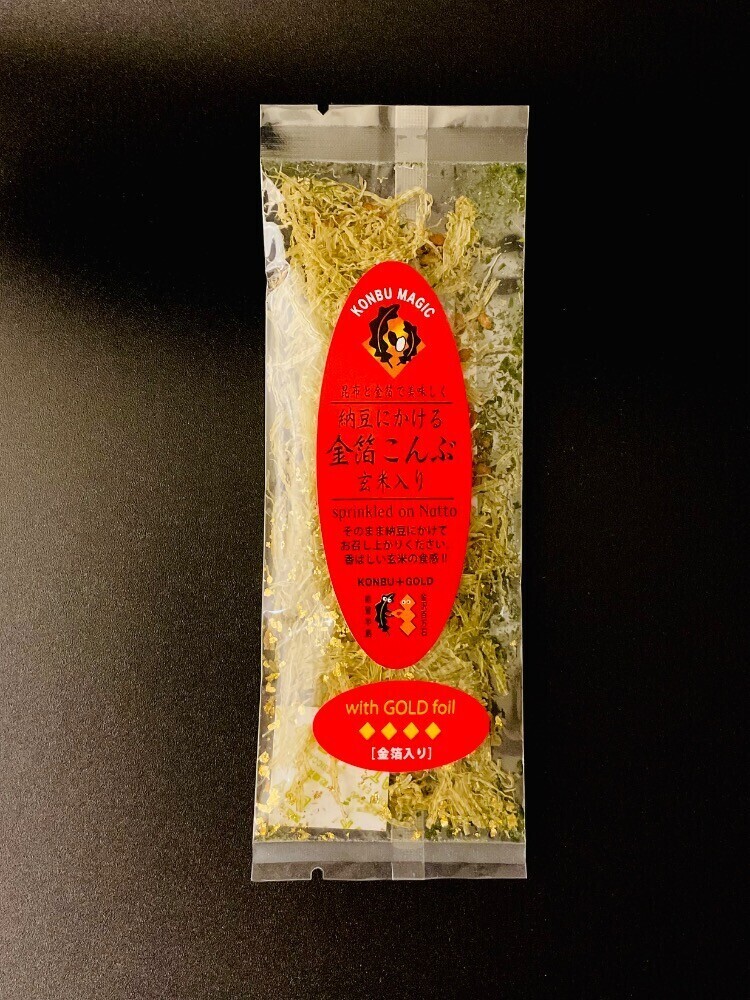 KONBU MAGIC
昆布と金箔で美味しく
納豆にかける
金箔こんぶ
玄米入り
sprinkled on Natto
そのまま納豆にかけて
お召し上がりください。
香ばしい玄米の食感!!
KONBU+GOLD
with GOLD foil
[金箔入り]